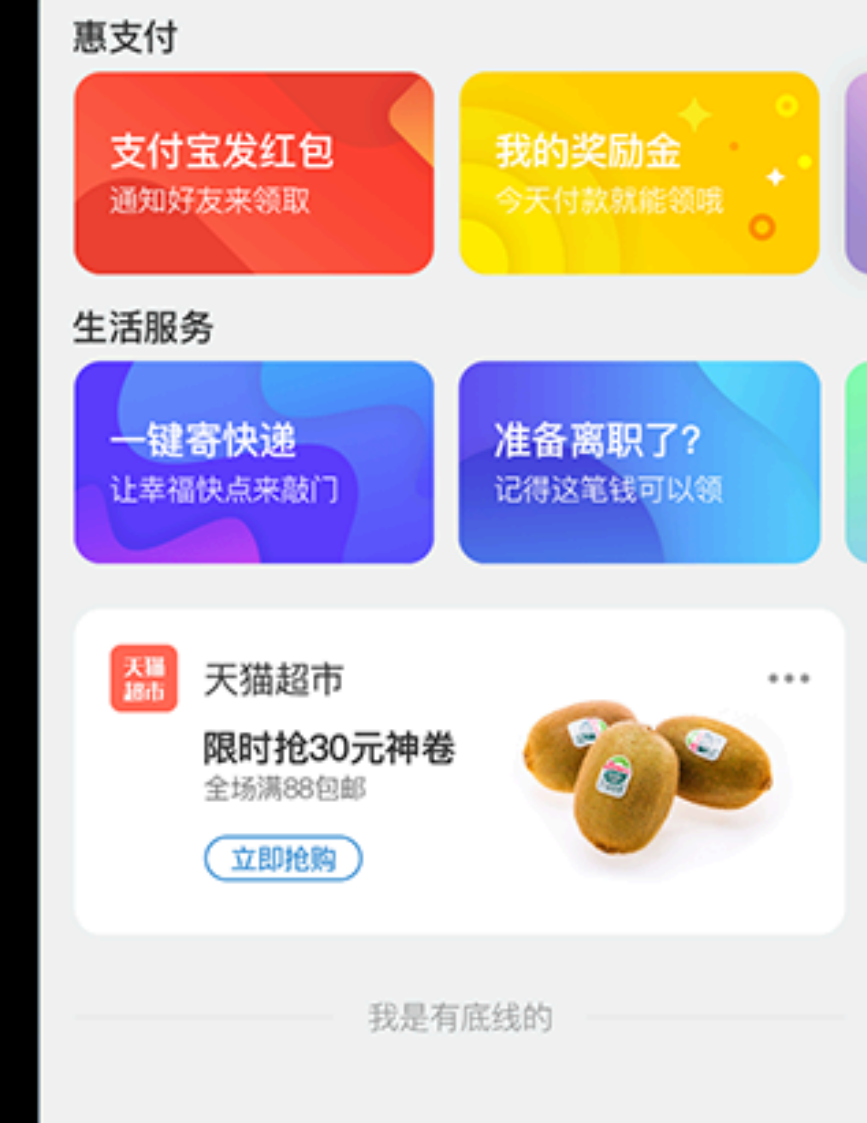 惠支付
支付宝发红包
通知好友来领取
我的奖励金
今天付款就能领哦
生活服务
一键寄快递
让幸福快点来敲门
准备离职了?
记得这笔钱可以领
天猫
超市
天猫超市
限时抢30元神卷
全场满88包邮
立即抢购
我是有底线的